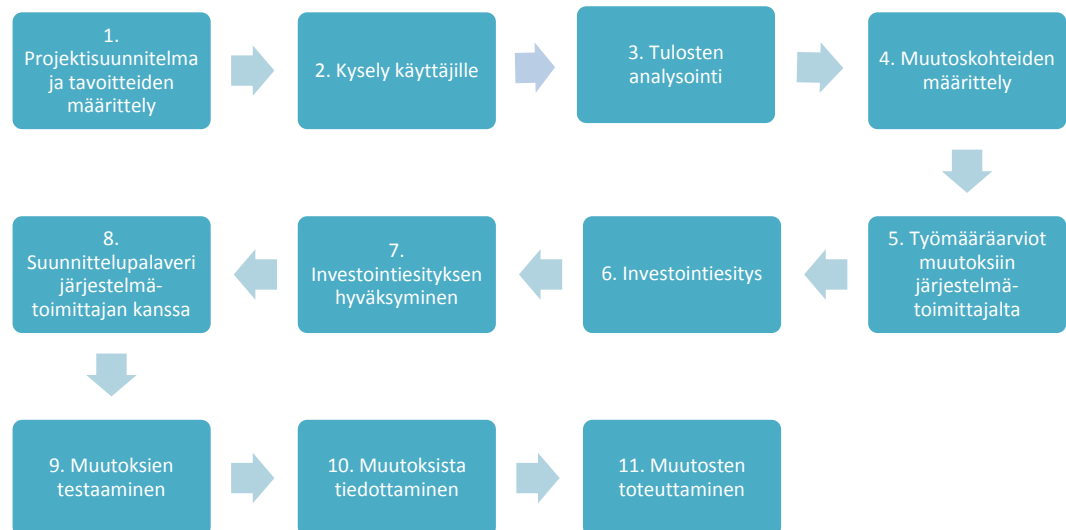 1.
Projektisuunnitelma
ja tavoitteiden
määrittely
2. Kysely käyttäjille
3. Tulosten
analysointi
4. Muutoskohteiden
määrittely
5. Työmääräarviot
muutoksiin
järjestelmä-
toimittajalta
6. Investointiesitys
7.
Investointiesityksen
hyväksyminen
8.
Suunnittelupalaveri
järjestelmä-
toimittajan kanssa
9. Muutoksien
testaaminen
10. Muutoksista
tiedottaminen
11. Muutosten
toteuttaminen